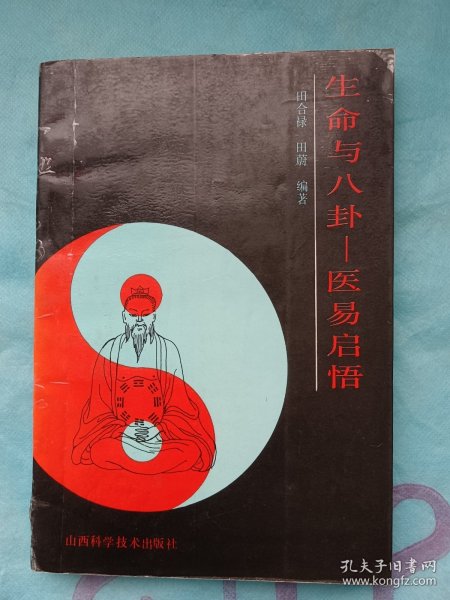 生命与八卦—医易启悟
田合禄 田蔚 编著
山西科学技术出版社
孔夫子旧书网
www.kongfz.com